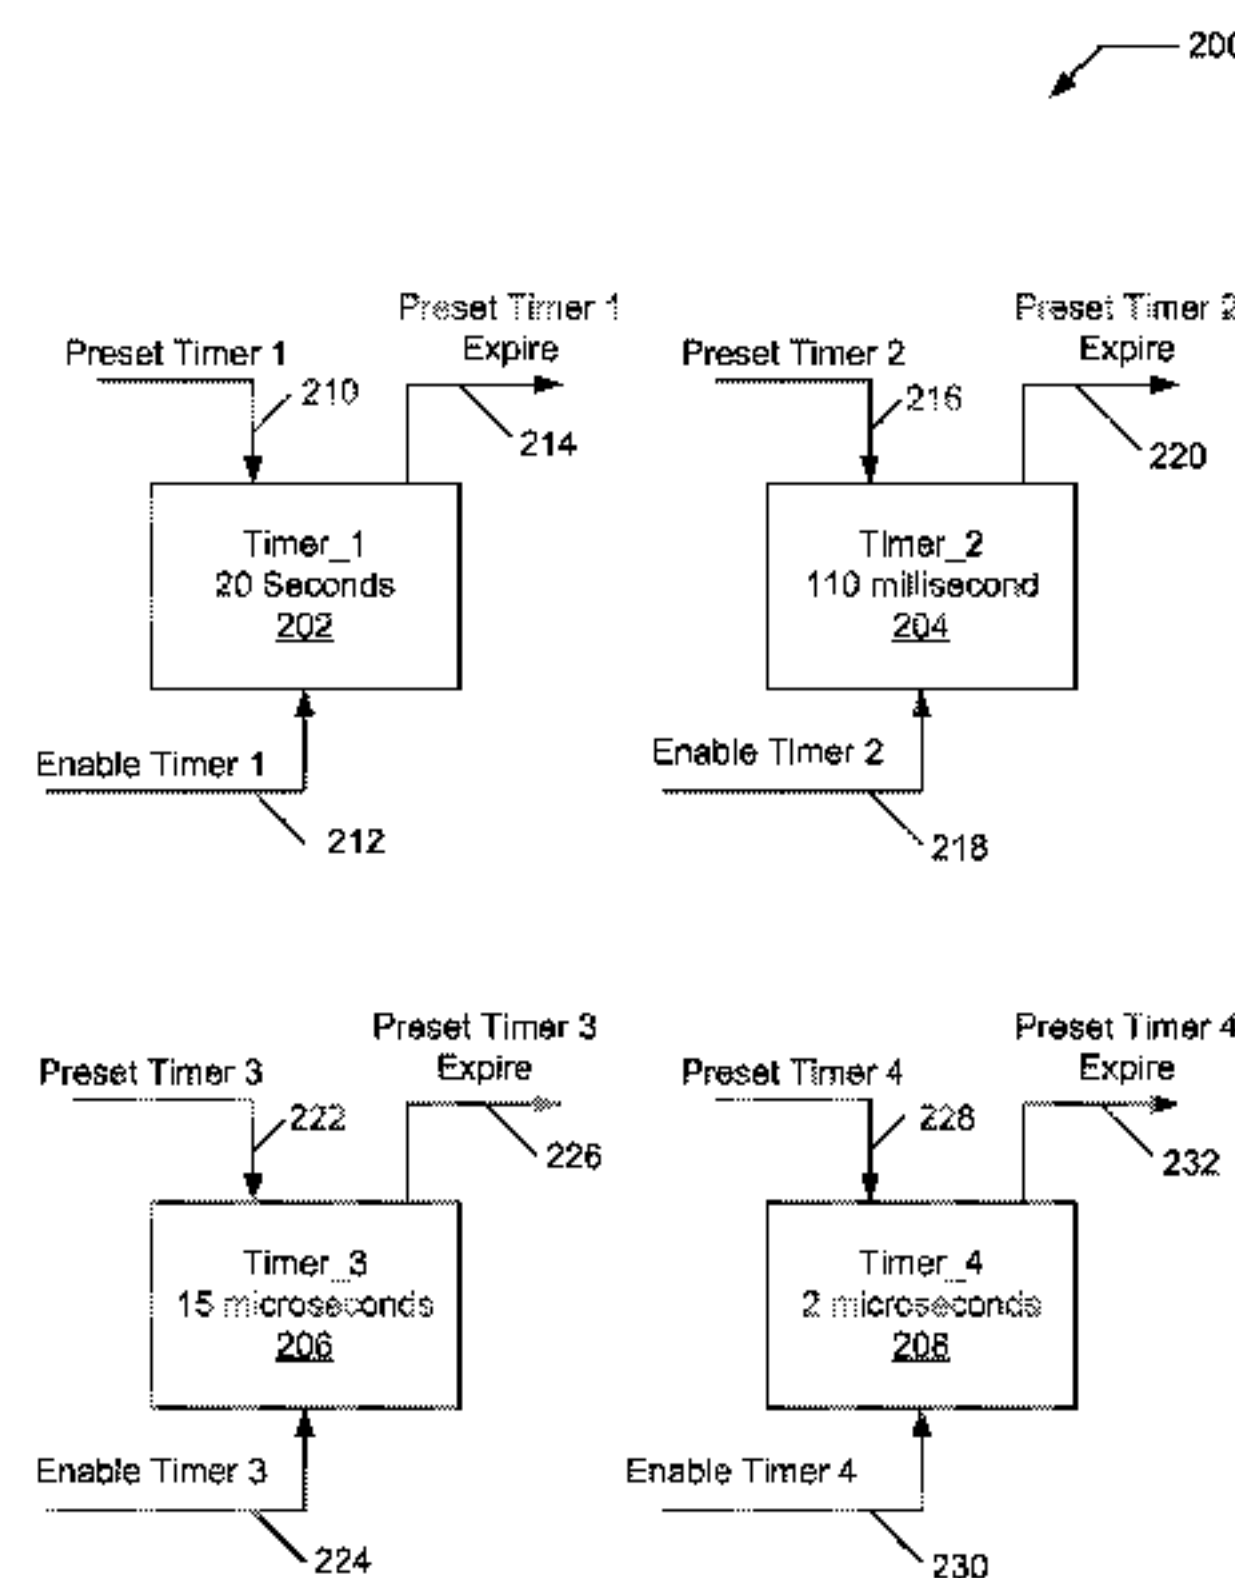 200
Preset Timer 1
Expire
Preset Timer 1
210
214
Timer_1
20 Seconds
202
Enable Timer 1
212
Preset Timer 2
Expire
Preset Timer 2
216
220
TImer_2
110 millisecond
204
Enable TImer 2
218
Preset Timer 3
Expire
Preset Timer 3
222
226
Timer_3
15 microseconds
206
Enable Timer 3
224
Preset Timer 4
Expire
Preset Timer 4
228
232
Timer_4
2 microseconds
208
Enable Timer 4
230